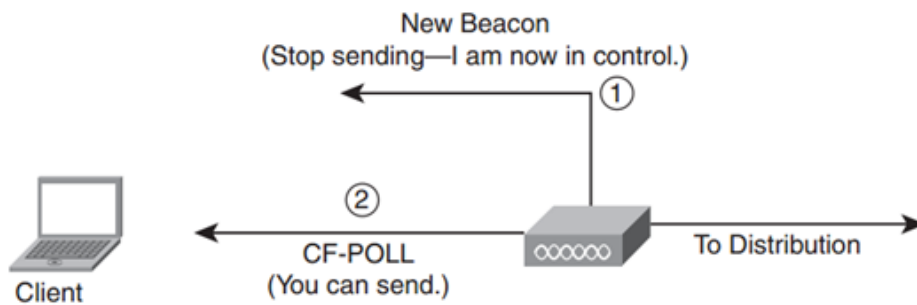 New Beacon
(Stop sending—I am now in control.)
①
②
CF-POLL
(You can send.)
To Distribution
Client